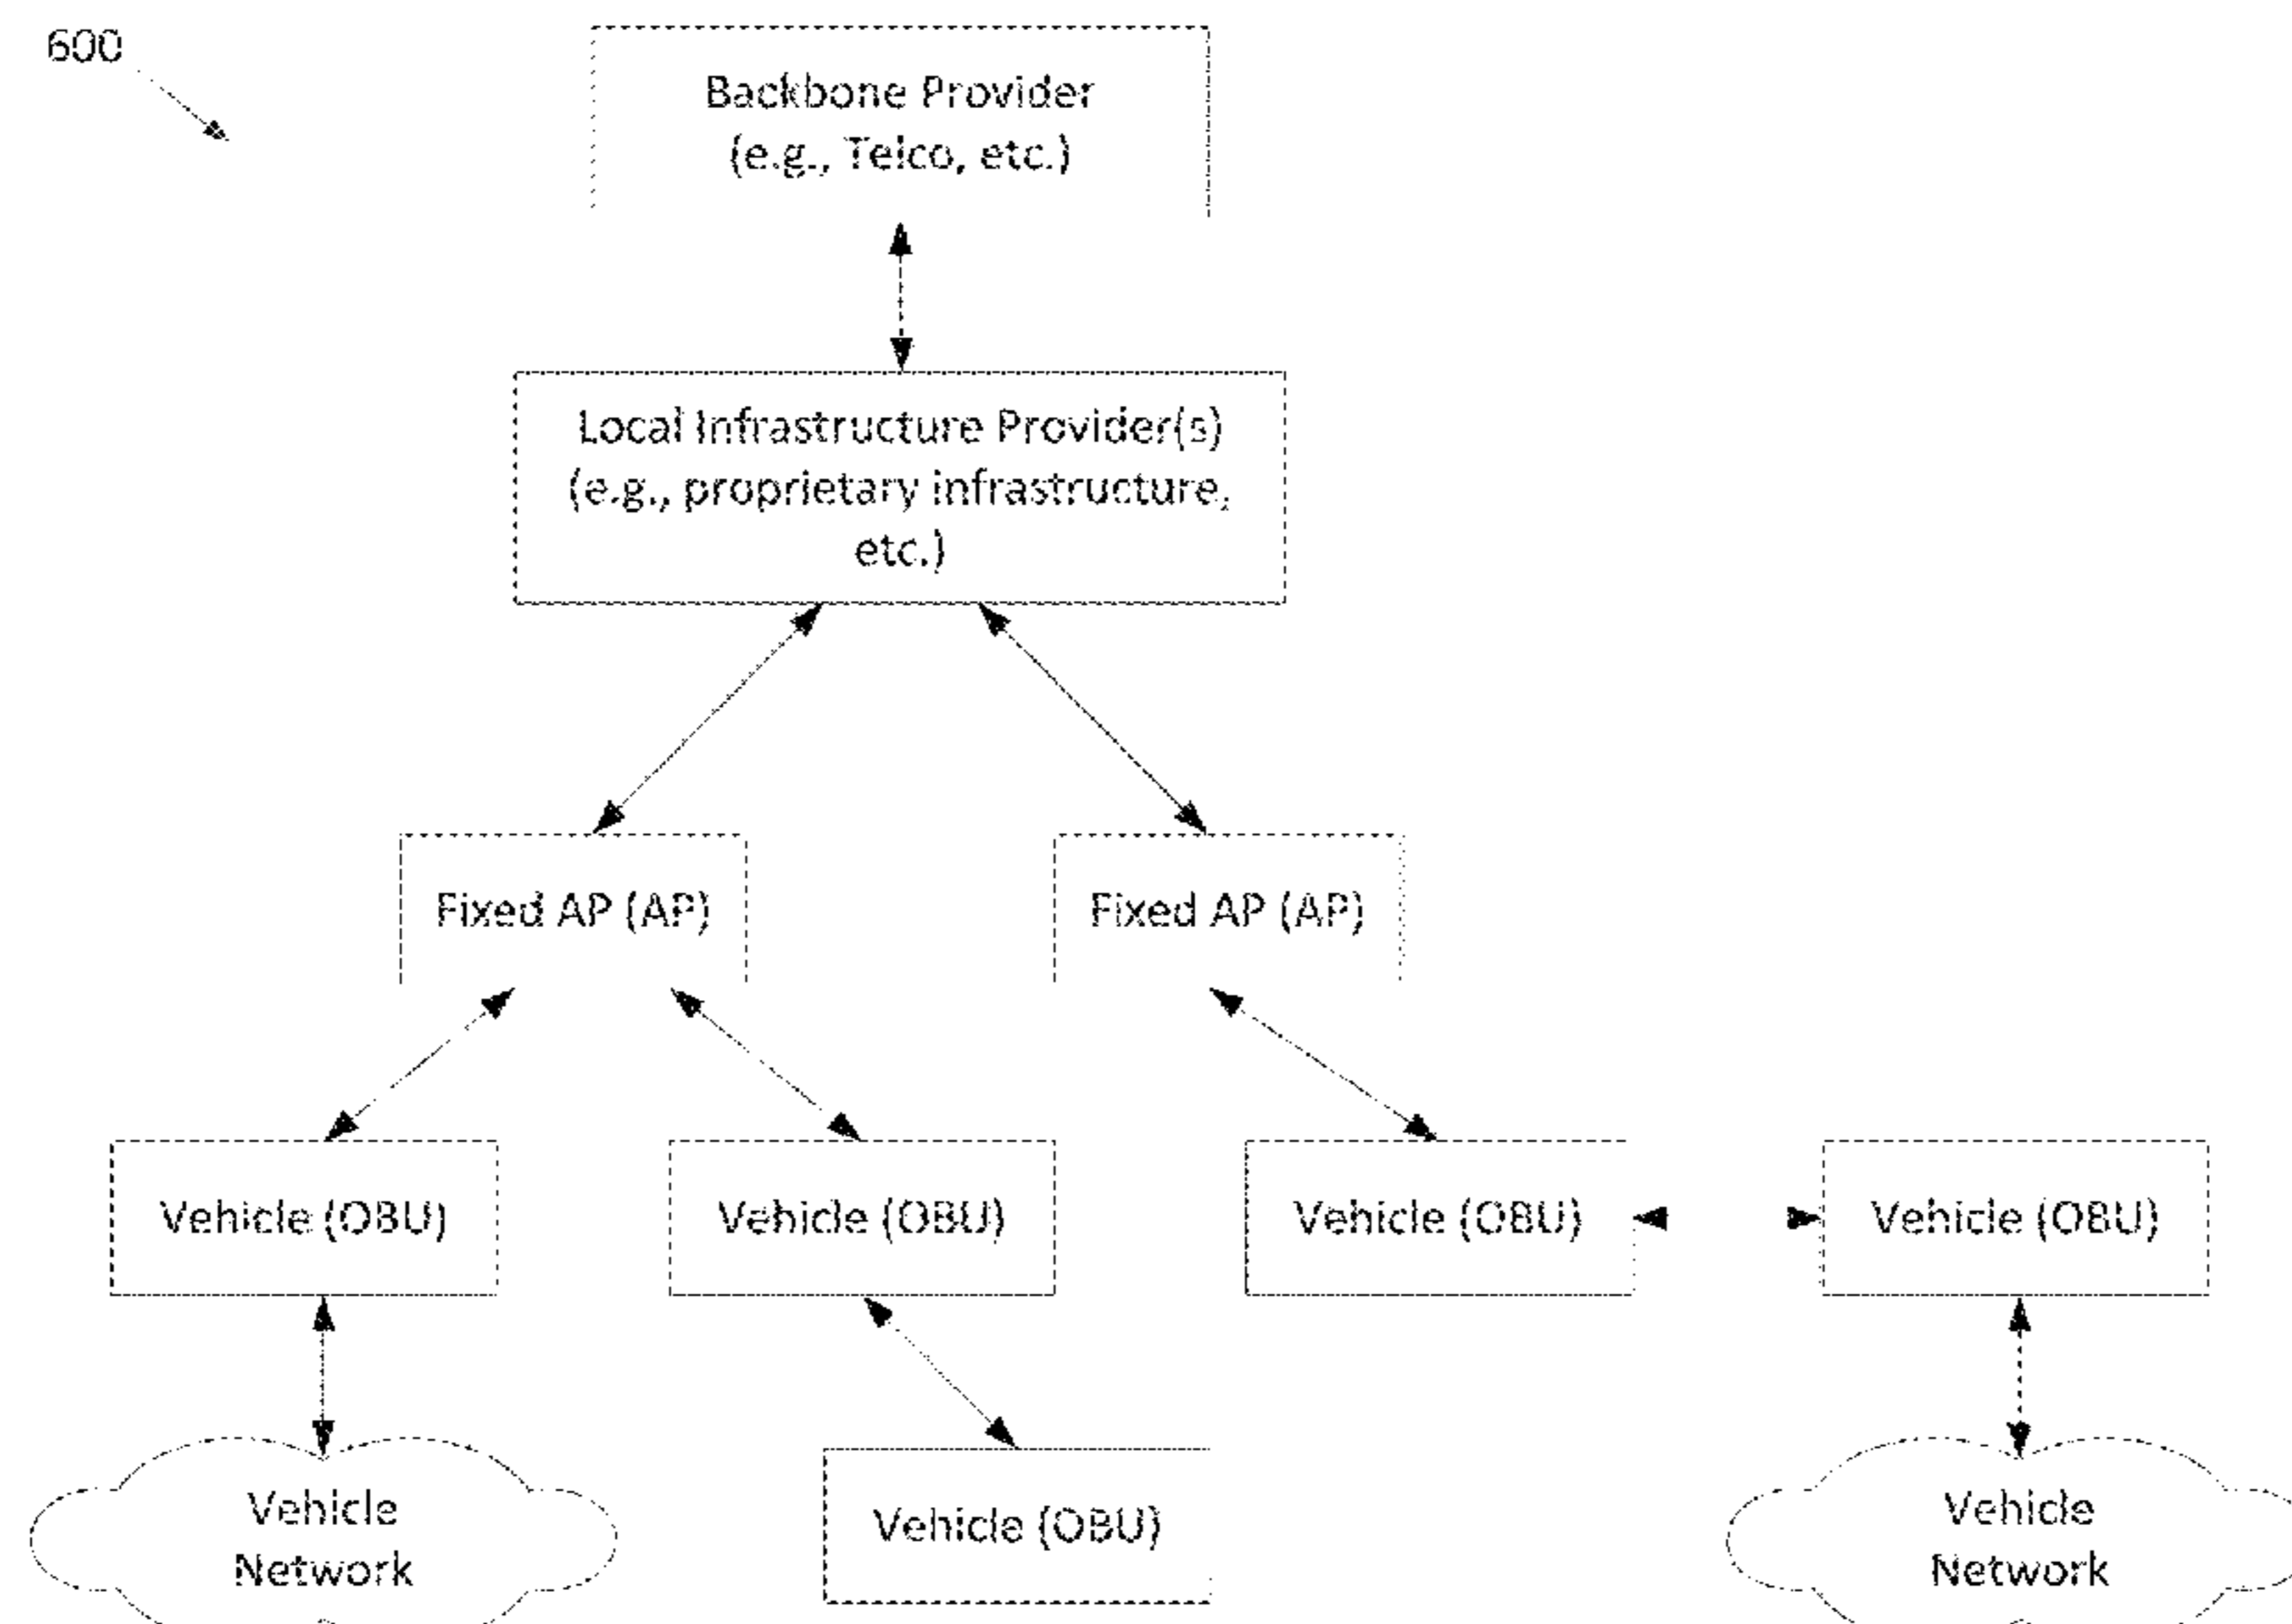 600
Backbone Provider
(e.g., Telco, etc.)
Local Infrastructure Provider(s)
(e.g., proprietary infrastructure,
etc.)
Fixed AP (AP)
Fixed AP (AP)
Vehicle (OBU)
Vehicle (OBU)
Vehicle (OBU)
Vehicle (OBU)
Vehicle
Network
Vehicle (OBU)
Vehicle
Network